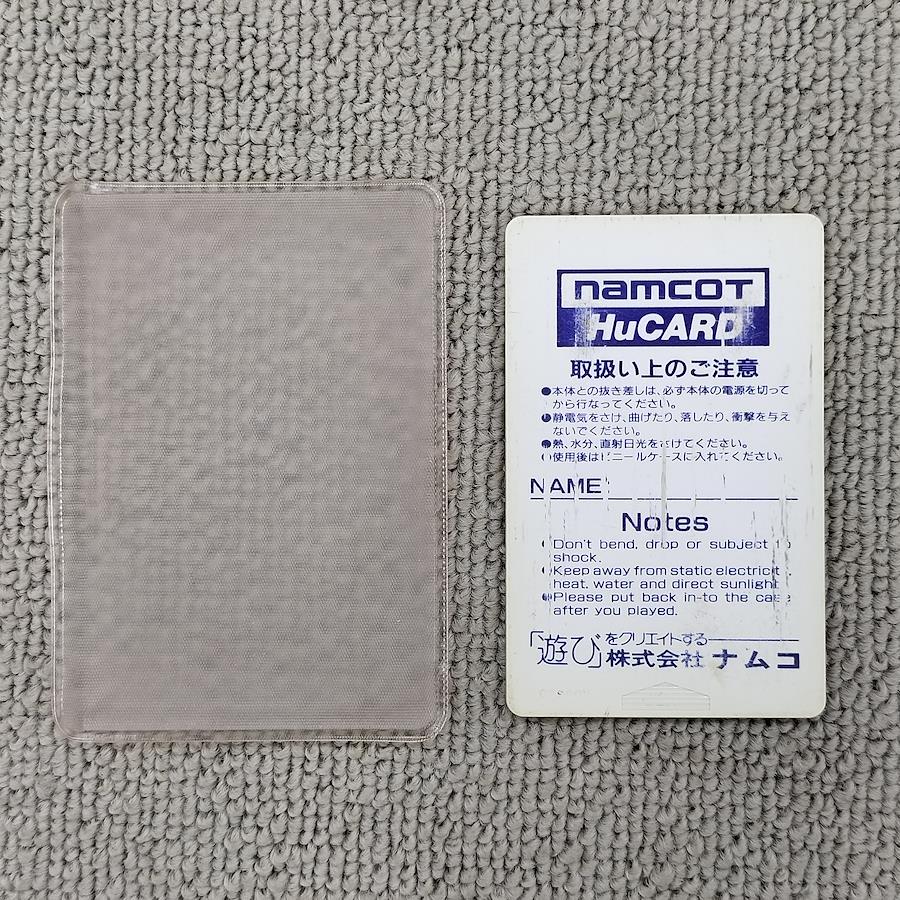 namcot
HuCARD
取扱い上のご注意
●本体との抜き差しは、必ず本体の電源を切って
から行なってください。
●静電気をさけ、曲げたり、落したり、衝撃を与え
ないでください。
●熱、水分、直射日光をさけてください。
●使用後はビニールケースに入れてください。
NAME
Notes
●Don't bend, drop or subject to
shock.
●Keep away from static electricit
heat, water and direct sunlight
●Please put back in-to the case
after you played.
「遊び」をクリエイトする
株式会社ナムコ